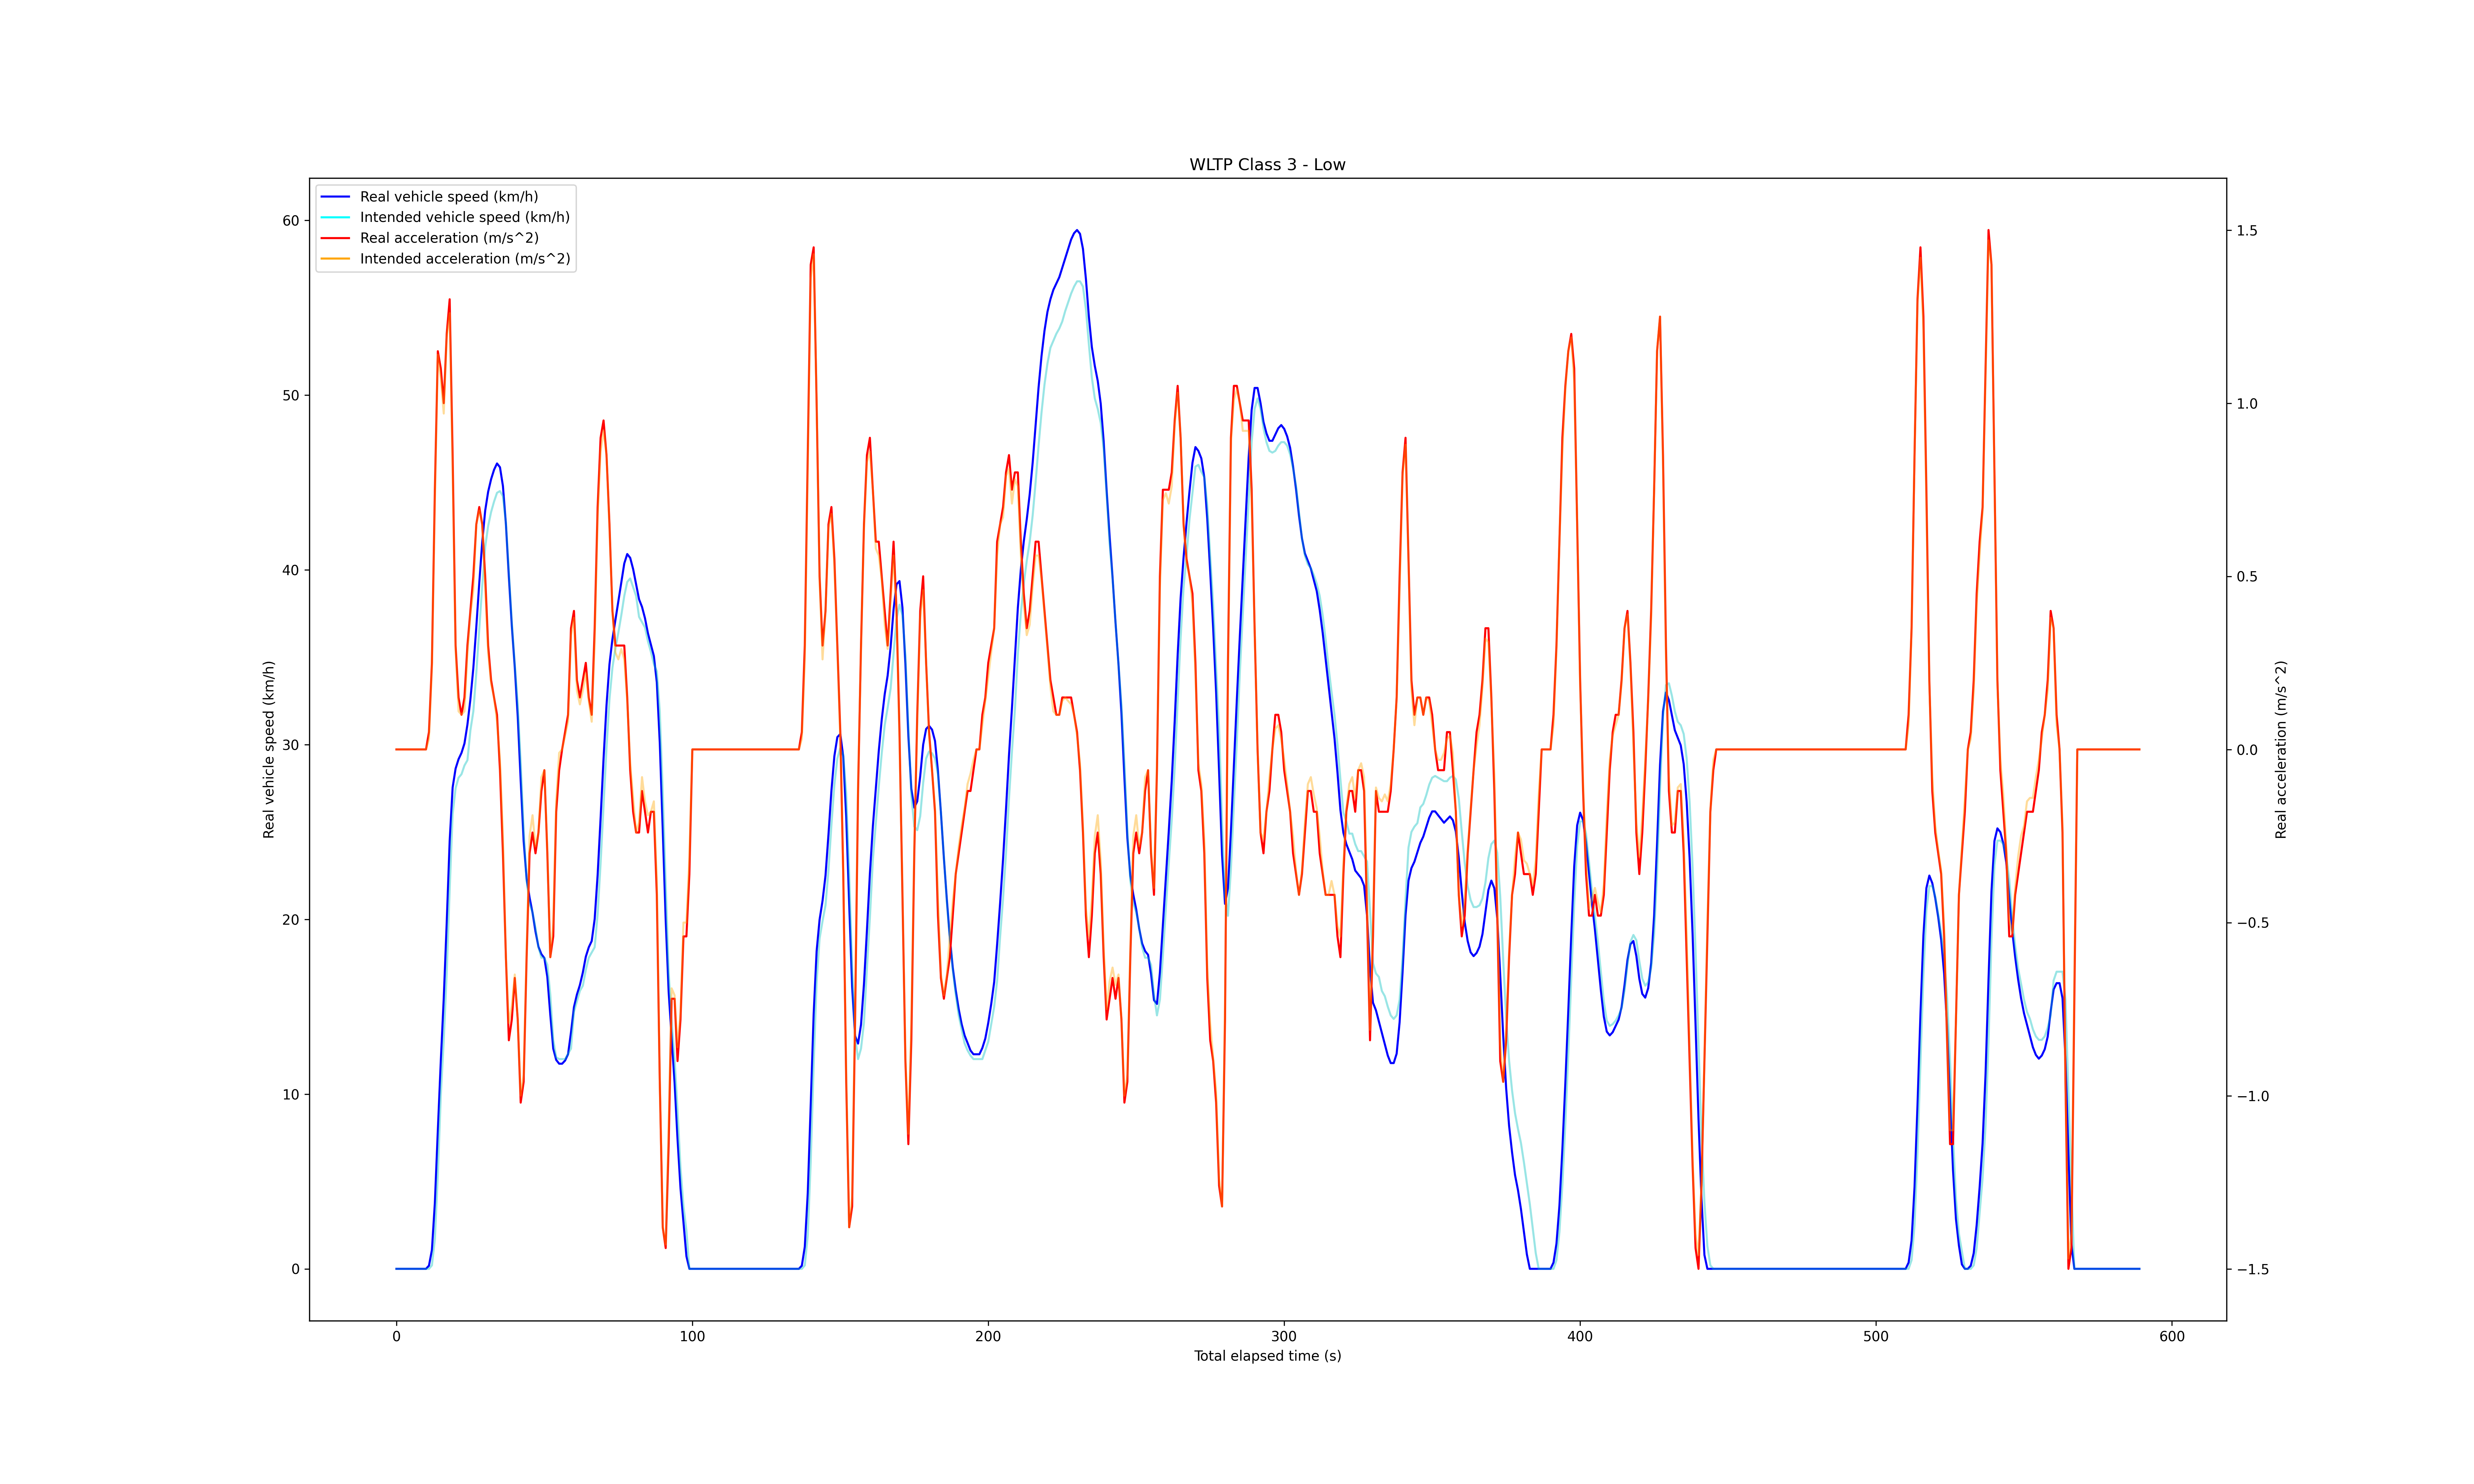 WLTP Class 3 - Low
Real vehicle speed (km/h)
Intended vehicle speed (km/h)
Real acceleration (m/s^2)
Intended acceleration (m/s^2)
60
50
40
30
20
10
0
Real vehicle speed (km/h)
1.5
1.0
0.5
0.0
−0.5
−1.0
−1.5
Real acceleration (m/s^2)
0 100 200 300 400 500 600
Total elapsed time (s)